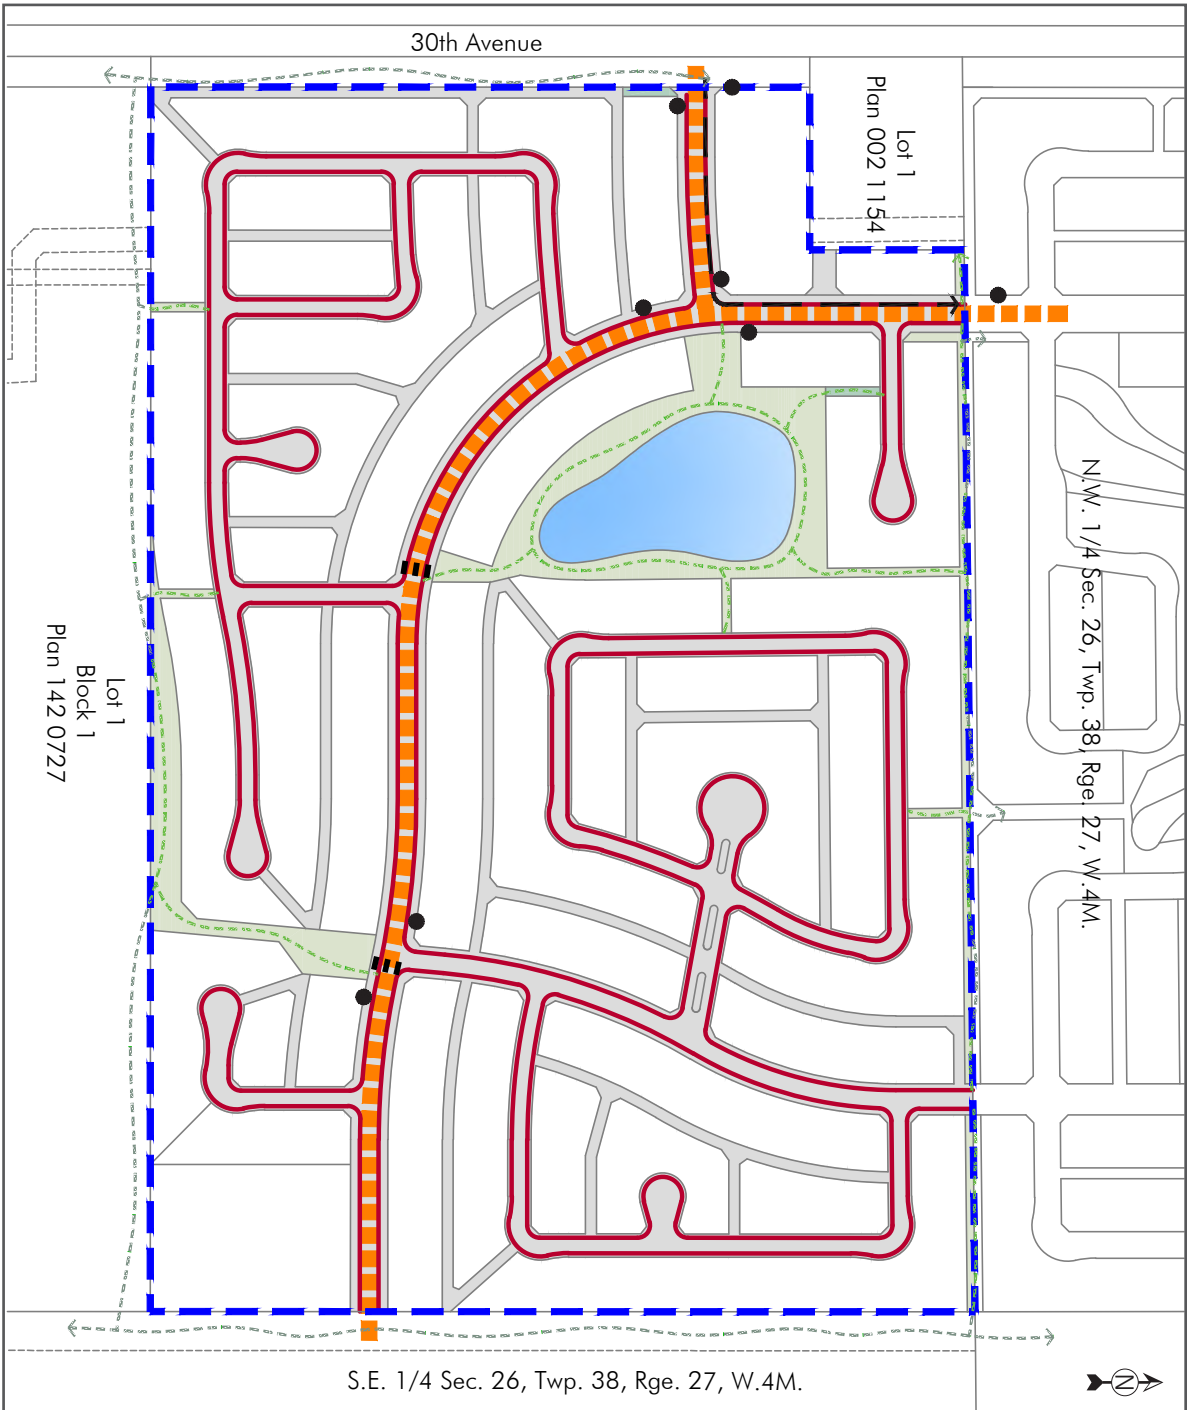 30th Avenue
Lot 1
Plan 002 1154
N.W. 1/4 Sec. 26, Twp. 38, Rge. 27, W.4M.
Lot 1
Block 1
Plan 142 0727
S.E. 1/4 Sec. 26, Twp. 38, Rge. 27, W.4M.
N